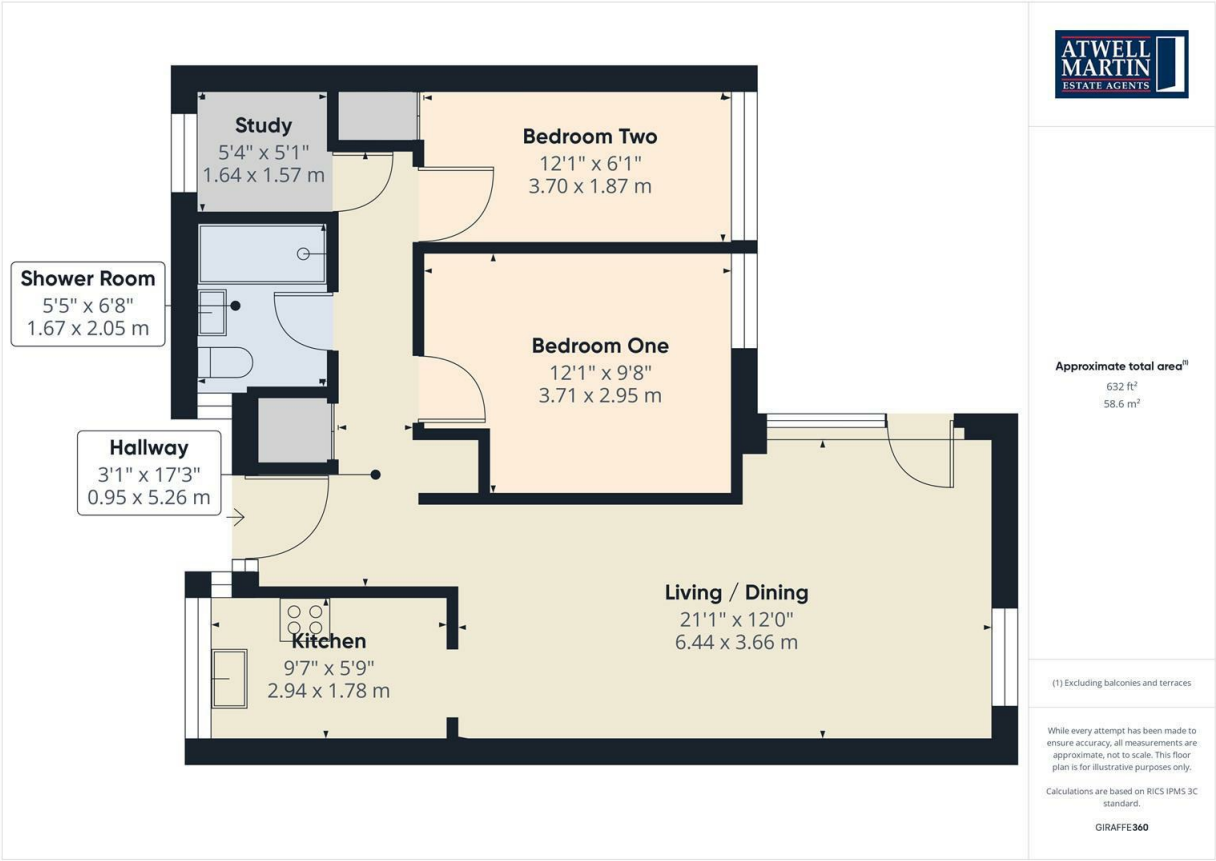 Study
5'4" x 5'1"
1.64 x 1.57 m
Bedroom Two
12'1" x 6'1"
3.70 x 1.87 m
Shower Room
5'5" x 6'8"
1.67 x 2.05 m
Bedroom One
12'1" x 9'8"
3.71 x 2.95 m
Hallway
3'1" x 17'3"
0.95 x 5.26 m
Living / Dining
21'1" x 12'0"
6.44 x 3.66 m
Kitchen
9'7" x 5'9"
2.94 x 1.78 m
ATWELL
MARTIN
ESTATE AGENTS
Approximate total area⁽¹⁾
632 ft²
58.6 m²
(1) Excluding balconies and terraces
While every attempt has been made to
ensure accuracy, all measurements are
approximate, not to scale. This floor
plan is for illustrative purposes only.
Calculations are based on RICS IPMS 3C
standard.
GIRAFFE360